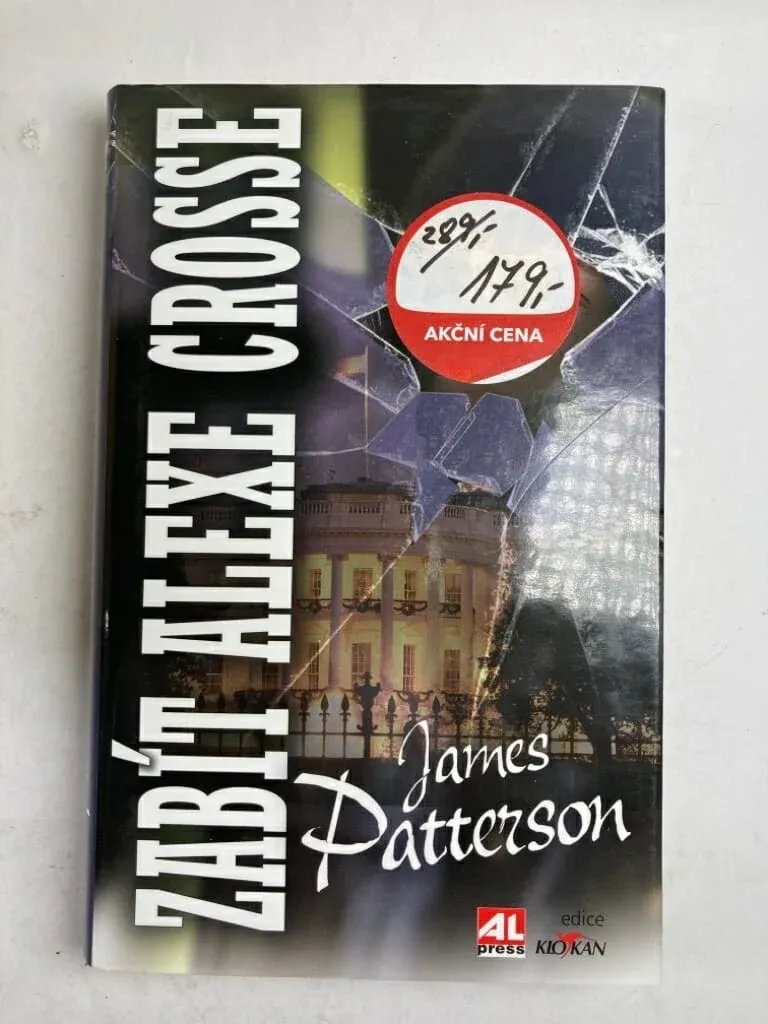 ZABÍT ALEXE CROSSE
289,-
179,-
AKČNÍ CENA
James
Patterson
AL
press
edice
KLOKAN